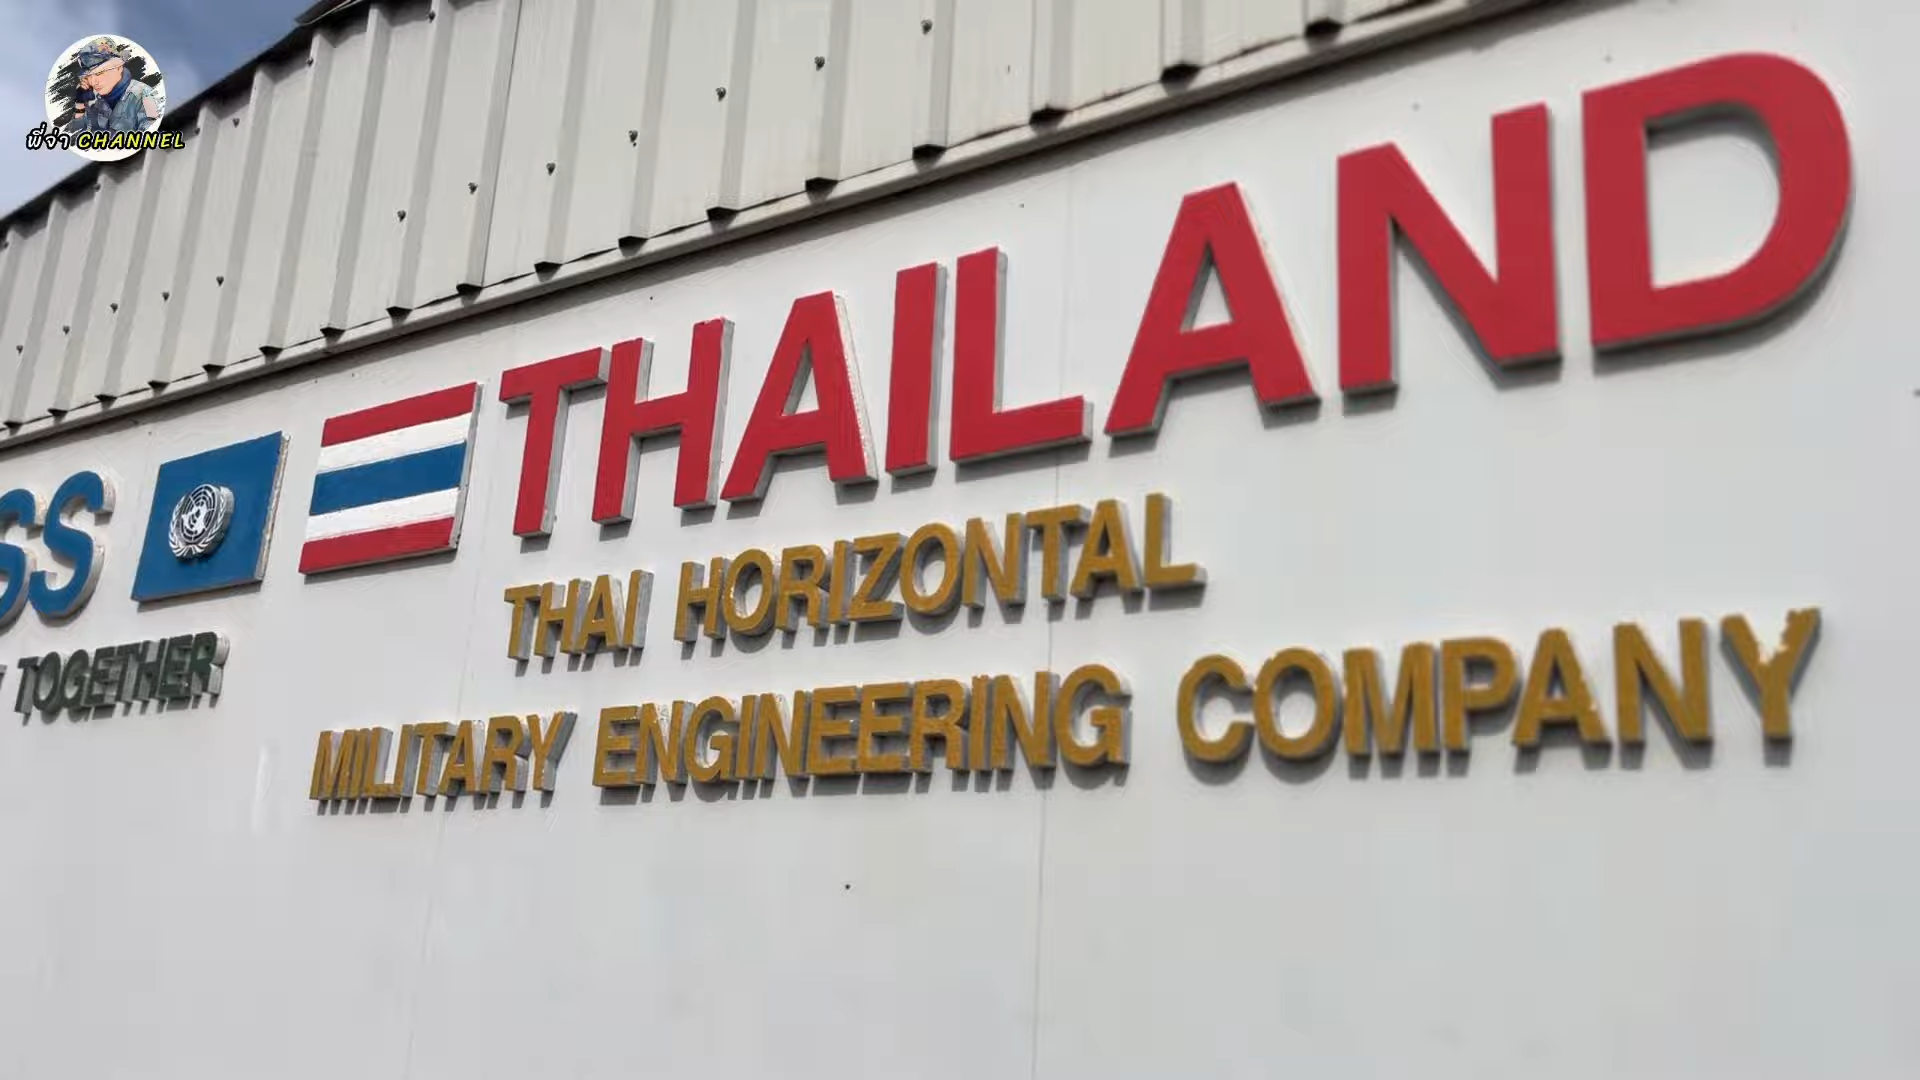 พี่จ่า CHANNEL
SS
TOGETHER
THAILAND
THAI HORIZONTAL
MILITARY ENGINEERING COMPANY